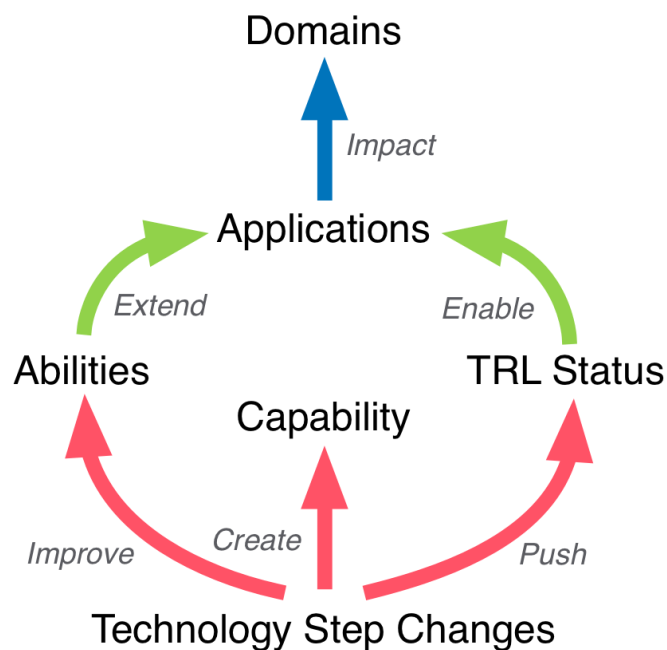 Domains
Impact
Applications
Extend
Enable
Abilities
TRL Status
Capability
Improve
Create
Push
Technology Step Changes